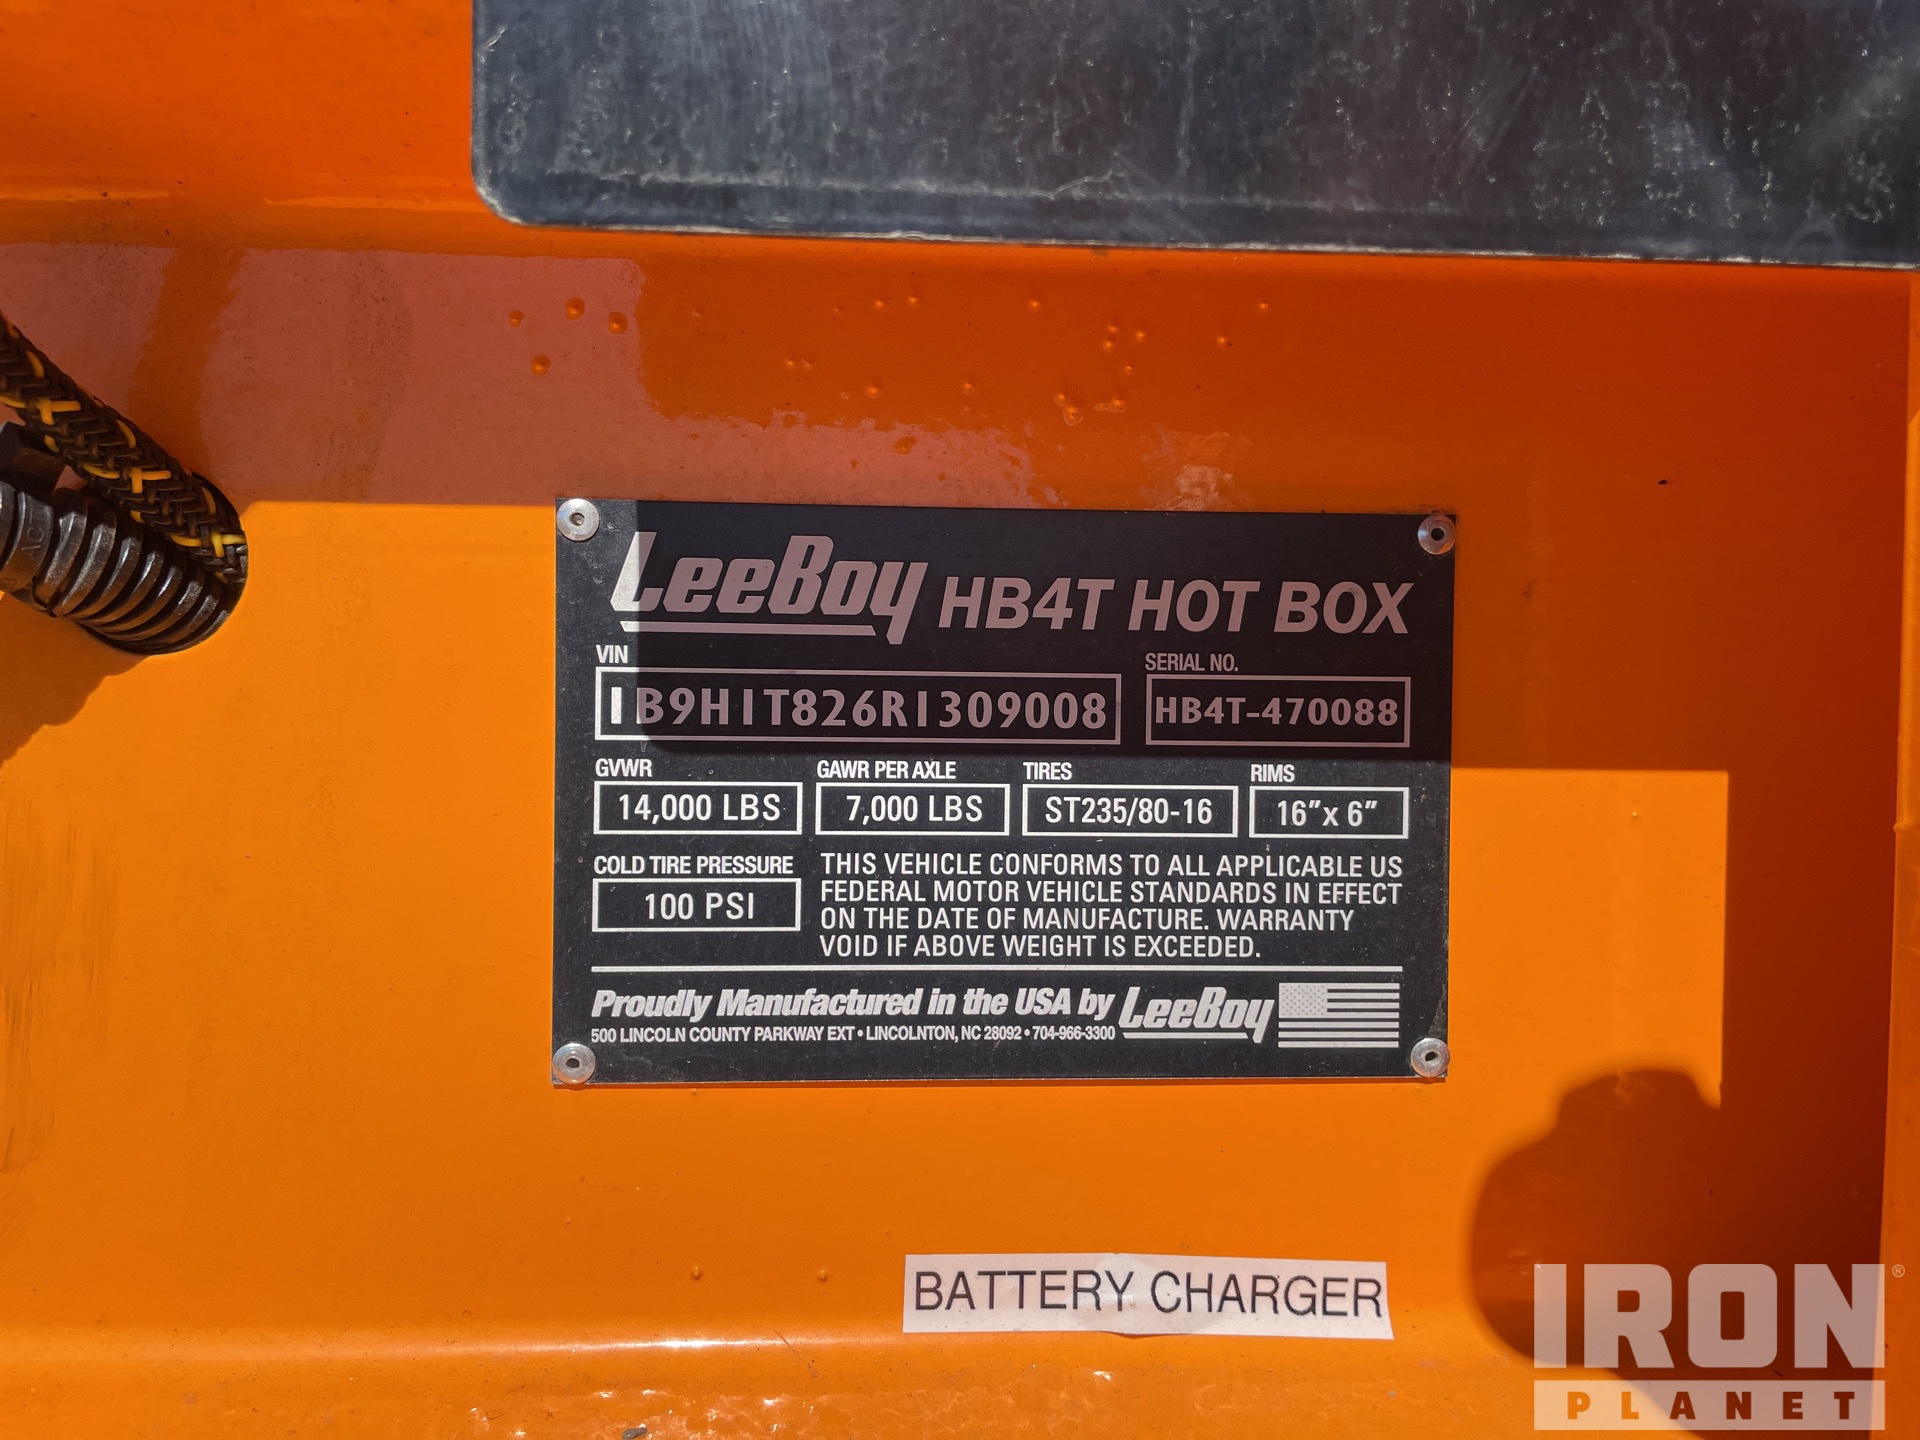 LeeBoy HB4T HOT BOX
VIN
SERIAL NO.
1B9H1T826R1309008
HB4T-470088
GVWR
GAWR PER AXLE
TIRES
RIMS
14,000 LBS
7,000 LBS
ST235/80-16
16" x 6"
COLD TIRE PRESSURE
100 PSI
THIS VEHICLE CONFORMS TO ALL APPLICABLE US
FEDERAL MOTOR VEHICLE STANDARDS IN EFFECT
ON THE DATE OF MANUFACTURE. WARRANTY
VOID IF ABOVE WEIGHT IS EXCEEDED.
Proudly Manufactured in the USA by LeeBoy
500 LINCOLN COUNTY PARKWAY EXT • LINCOLNTON, NC 28092 • 704-966-3300
BATTERY CHARGER
IRON®
PLANET